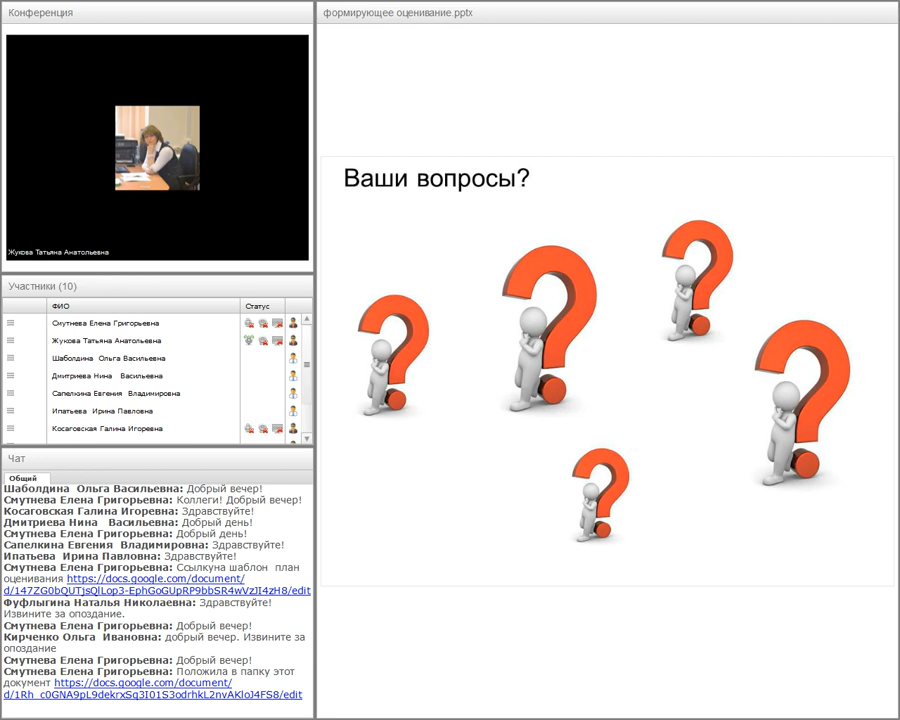 Конференция
Жукова Татьяна Анатольевна
Участники (10)
ФИО Статус
Смутнева Елена Григорьевна
Жукова Татьяна Анатольевна
Шаболдина Ольга Васильевна
Дмитриева Нина Васильевна
Сапелкина Евгения Владимировна
Ипатьева Ирина Павловна
Косаговская Галина Игоревна
Чат
Общий
Шаболдина Ольга Васильевна: Добрый вечер!
Смутнева Елена Григорьевна: Коллеги! Добрый вечер!
Косаговская Галина Игоревна: Здравствуйте!
Дмитриева Нина Васильевна: Добрый день!
Смутнева Елена Григорьевна: Добрый день!
Сапелкина Евгения Владимировна: Здравствуйте!
Ипатьева Ирина Павловна: Здравствуйте!
Смутнева Елена Григорьевна: Ссылкуна шаблон план
оценивания https://docs.google.com/document/
d/147ZG0bQUTjsQlLop3-EphGoGUpRP9bbSR4wVzJI4zH8/edit
Фуфлыгина Наталья Николаевна: Здравствуйте!
Извините за опоздание.
Смутнева Елена Григорьевна: Добрый вечер!
Кирченко Ольга Ивановна: добрый вечер. Извините за
опоздание
Смутнева Елена Григорьевна: Добрый вечер!
Смутнева Елена Григорьевна: Положила в папку этот
документ https://docs.google.com/document/
d/1Rh_c0GNA9pL9dekrxSq3I01S3odrhkL2nvAKloJ4FS8/edit
формирующее оценивание.pptx
Ваши вопросы?